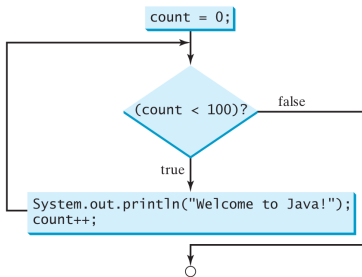 count = 0;
(count < 100)?
false
true
System.out.println("Welcome to Java!");
count++;